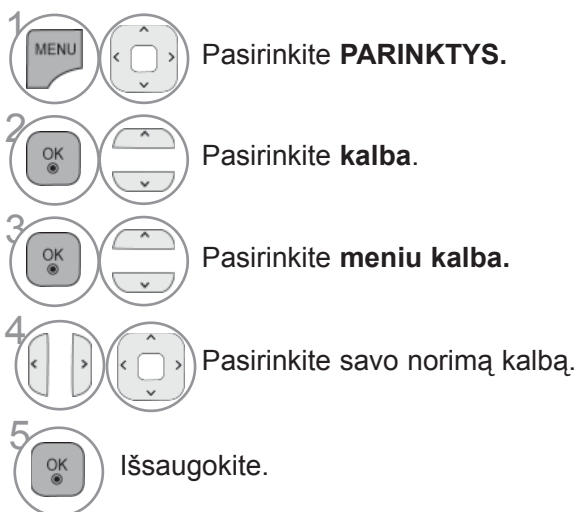 1 MENU Pasirinkite PARINKTYS.
2 OK Pasirinkite kalba.
3 OK Pasirinkite meniu kalba.
4 Pasirinkite savo norimą kalbą.
5 OK Išsaugokite.